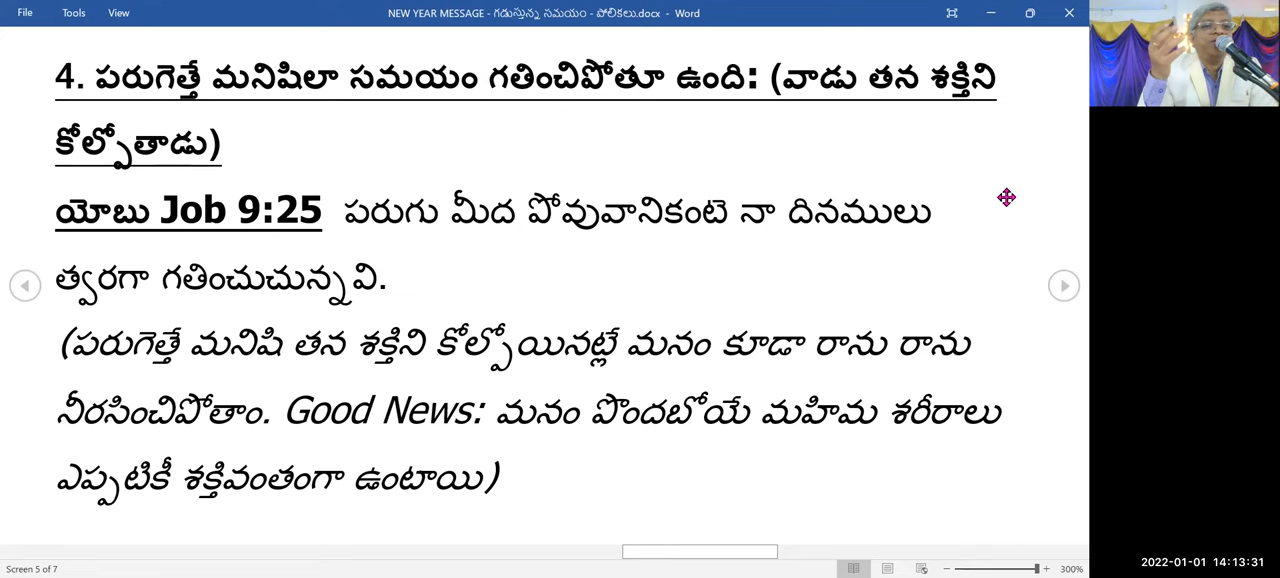 File Tools View NEW YEAR MESSAGE - గడుస్తున్న సమయం - పోలికలు.docx - Word
4. పరుగెత్తే మనిషిలా సమయం గతించిపోతూ ఉంది: (వాడు తన శక్తిని
కోల్పోతాడు)
యోబు Job 9:25 పరుగు మీద పోవువానికంటె నా దినములు
త్వరగా గతించుచున్నవి.
(పరుగెత్తే మనిషి తన శక్తిని కోల్పోయినట్లే మనం కూడా రాను రాను
నీరసించిపోతాం. Good News: మనం పొందబోయే మహిమ శరీరాలు
ఎప్పటికీ శక్తివంతంగా ఉంటాయి)
2022-01-01 14:13:31
Screen 5 of 7 300%